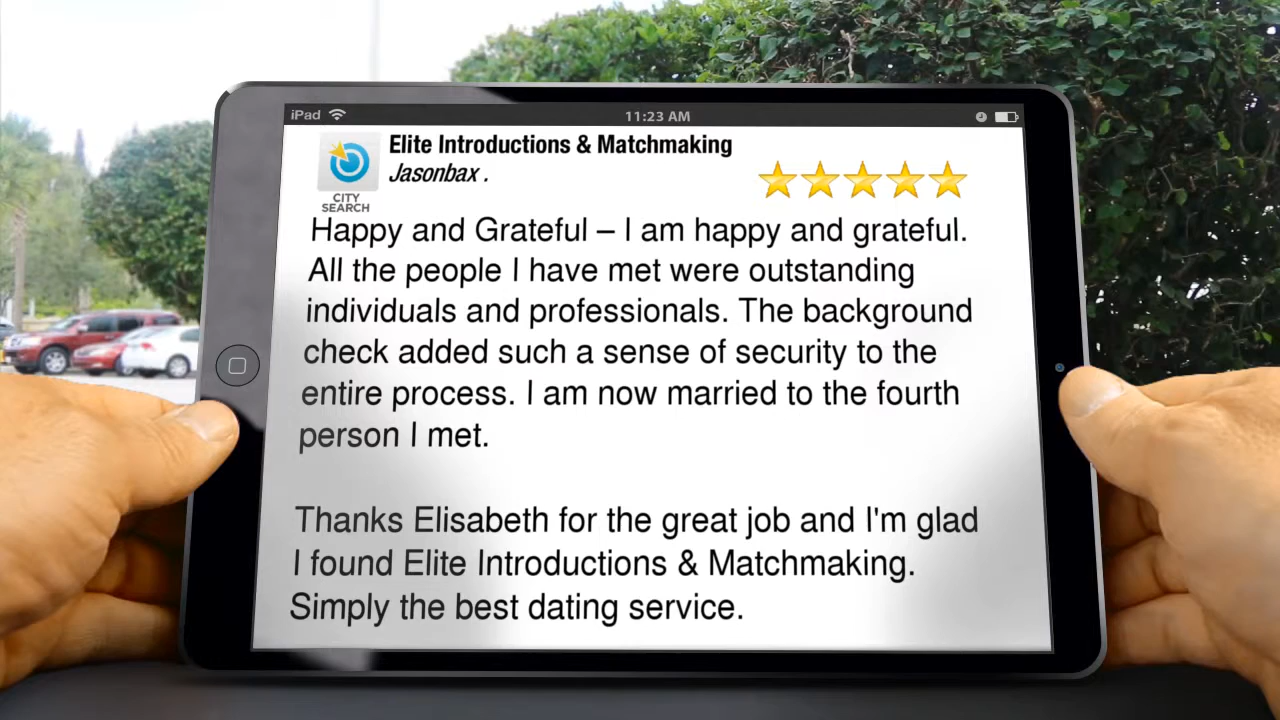 iPad 11:23 AM
Elite Introductions & Matchmaking
Jasonbax .
CITY
SEARCH
Happy and Grateful – I am happy and grateful.
All the people I have met were outstanding
individuals and professionals. The background
check added such a sense of security to the
entire process. I am now married to the fourth
person I met.
Thanks Elisabeth for the great job and I'm glad
I found Elite Introductions & Matchmaking.
Simply the best dating service.